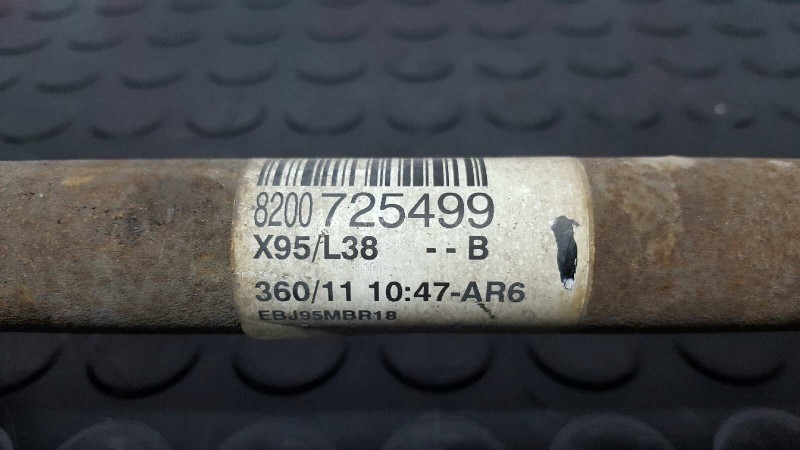 8200 725499
X95/L38 - - B
360/11 10:47-AR6
EBJ95MBR18